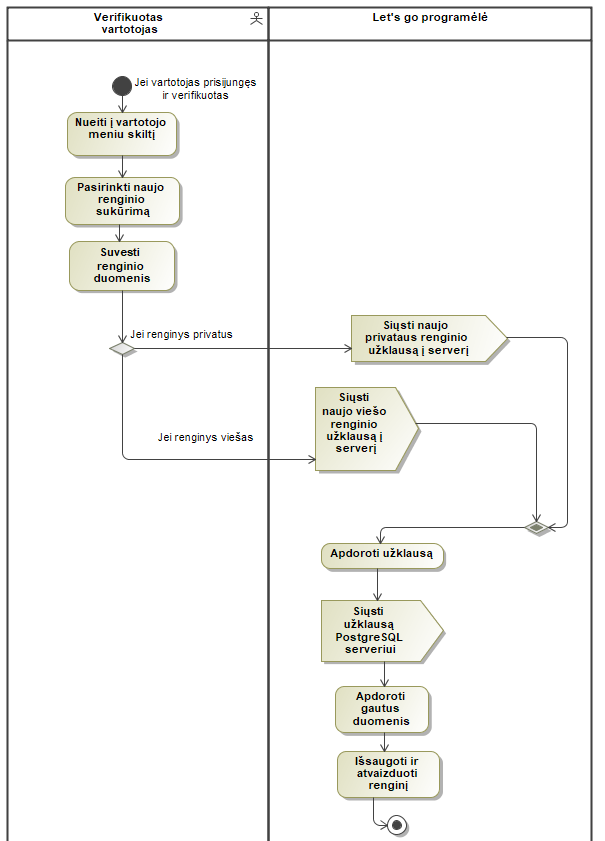 Verifikuotas
vartotojas
Let's go programėlė
Jei vartotojas prisijungęs
ir verifikuotas
Nueiti į vartotojo
meniu skiltį
Pasirinkti naujo
renginio
sukūrimą
Suvesti
renginio
duomenis
Jei renginys privatus
Siųsti naujo
privataus renginio
užklausą į serverį
Siųsti
naujo viešo
renginio
užklausą į
serverį
Jei renginys viešas
Apdoroti užklausą
Siųsti
užklausą
PostgreSQL
serveriui
Apdoroti
gautus
duomenis
Išsaugoti ir
atvaizduoti
renginį